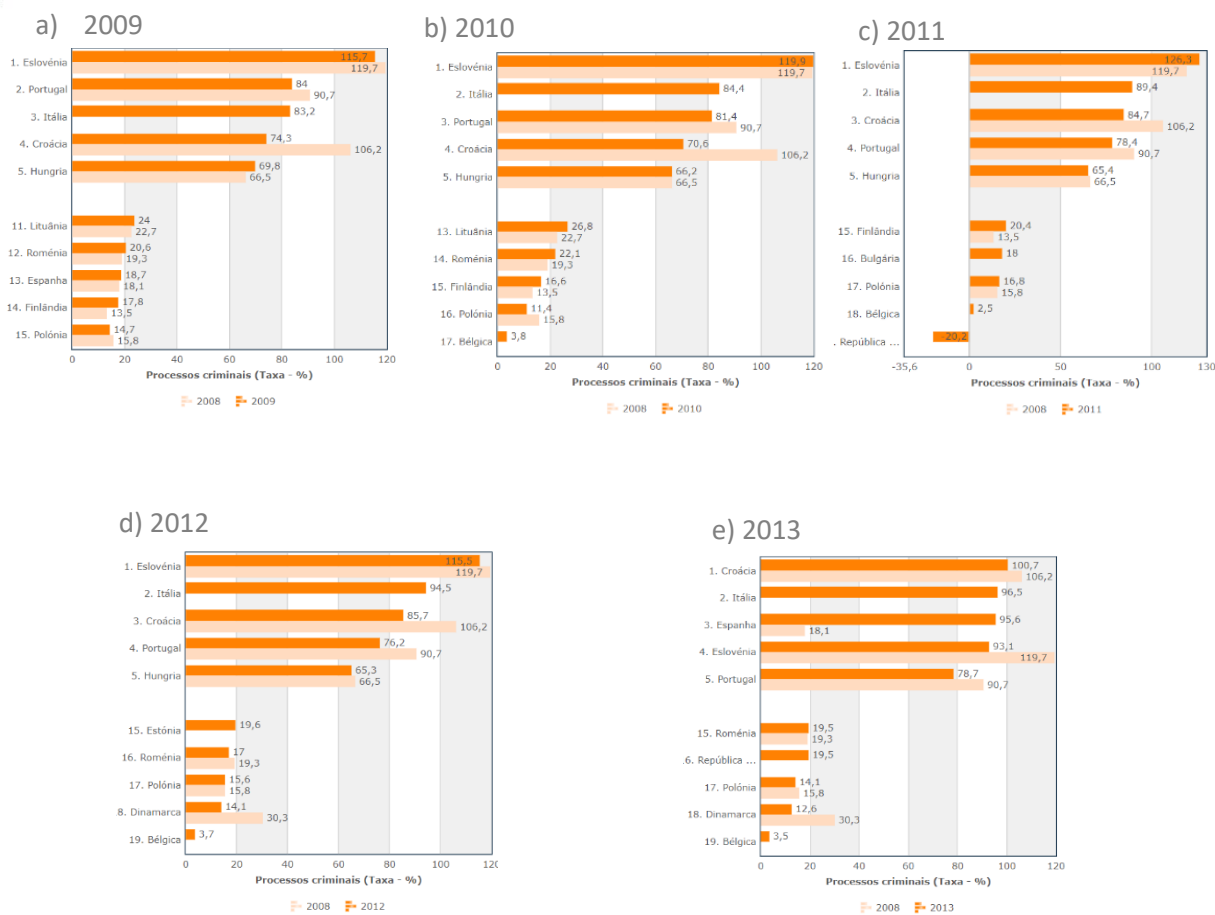 a) 2009
1. Eslovénia 115,7
119,7
2. Portugal 84
90,7
3. Itália 83,2
4. Croácia 74,3
106,2
5. Hungria 69,8
66,5
11. Lituânia 24
22,7
12. Roménia 20,6
19,3
13. Espanha 18,7
18,1
14. Finlândia 17,8
13,5
15. Polónia 14,7
15,8
0 20 40 60 80 100 120
Processos criminais (Taxa - %)
2008 2009
b) 2010
1. Eslovénia 119,9
119,7
2. Itália 84,4
3. Portugal 81,4
90,7
4. Croácia 70,6
106,2
5. Hungria 66,2
66,5
13. Lituânia 26,8
22,7
14. Roménia 22,1
19,3
15. Finlândia 16,6
13,5
16. Polónia 11,4
15,8
17. Bélgica 3,8
0 20 40 60 80 100 120
Processos criminais (Taxa - %)
2008 2010
c) 2011
1. Eslovénia 126,3
119,7
2. Itália 89,4
3. Croácia 84,7
106,2
4. Portugal 78,4
90,7
5. Hungria 65,4
66,5
15. Finlândia 20,4
13,5
16. Bulgária 18
17. Polónia 16,8
15,8
18. Bélgica 2,5
. República ... -20,2
-35,6 0 50 100 130
Processos criminais (Taxa - %)
2008 2011
d) 2012
1. Eslovénia 115,5
119,7
2. Itália 94,5
3. Croácia 85,7
106,2
4. Portugal 76,2
90,7
5. Hungria 65,3
66,5
15. Estónia 19,6
16. Roménia 17
19,3
17. Polónia 15,6
15,8
8. Dinamarca 14,1
30,3
19. Bélgica 3,7
0 20 40 60 80 100 120
Processos criminais (Taxa - %)
2008 2012
e) 2013
1. Croácia 100,7
106,2
2. Itália 96,5
3. Espanha 95,6
18,1
4. Eslovénia 93,1
119,7
5. Portugal 78,7
90,7
15. Roménia 19,5
19,3
.6. República ... 19,5
17. Polónia 14,1
15,8
18. Dinamarca 12,6
30,3
19. Bélgica 3,5
0 20 40 60 80 100 120
Processos criminais (Taxa - %)
2008 2013